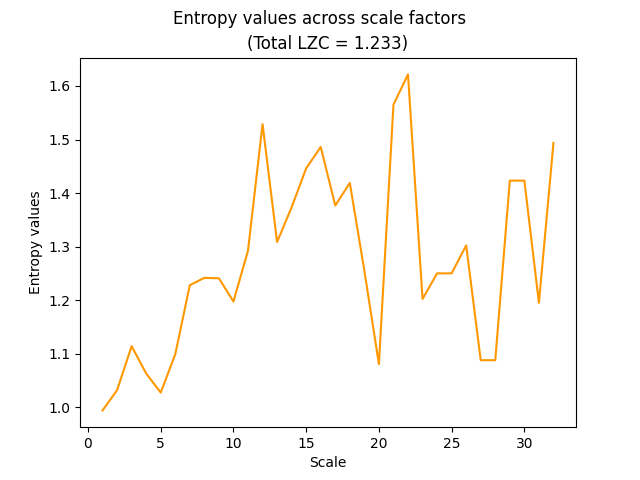 Entropy values across scale factors
(Total LZC = 1.233)
1.6
1.5
1.4
1.3
1.2
1.1
1.0
Entropy values
0 5 10 15 20 25 30
Scale